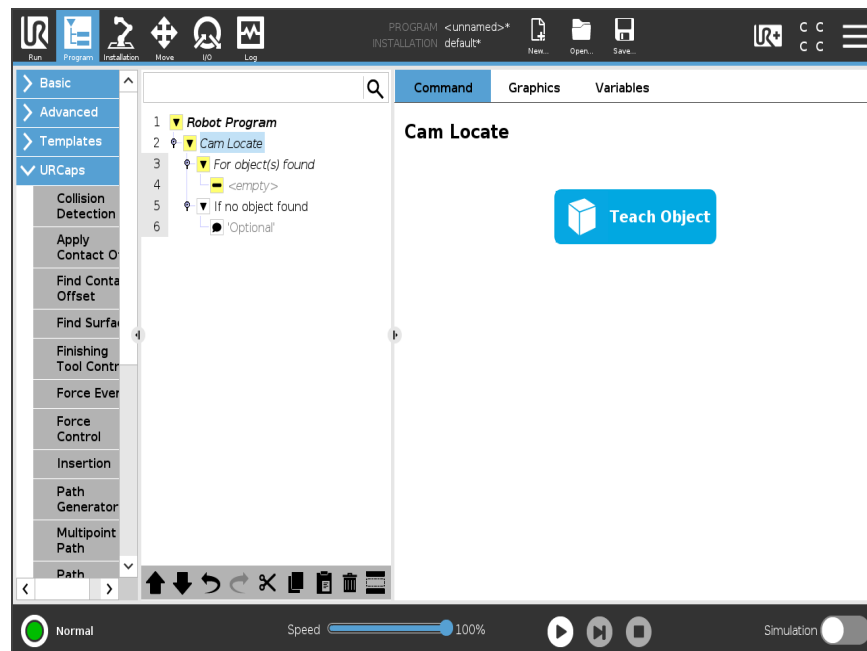 PROGRAM <unnamed>*
INSTALLATION default*
UR
UR+
C C
C C
Run
Program
Installation
Move
I/O
Log
New...
Open...
Save...
Basic
Advanced
Templates
URCaps
Collision
Detection
Apply
Contact O
Find Conta
Offset
Find Surfa
Finishing
Tool Contr
Force Ever
Force
Control
Insertion
Path
Generator
Multipoint
Path
Path
1 Robot Program
2 Cam Locate
3 For object(s) found
4 <empty>
5 If no object found
6 'Optional'
Command Graphics Variables
Cam Locate
Teach Object
Normal
Speed 100%
Simulation